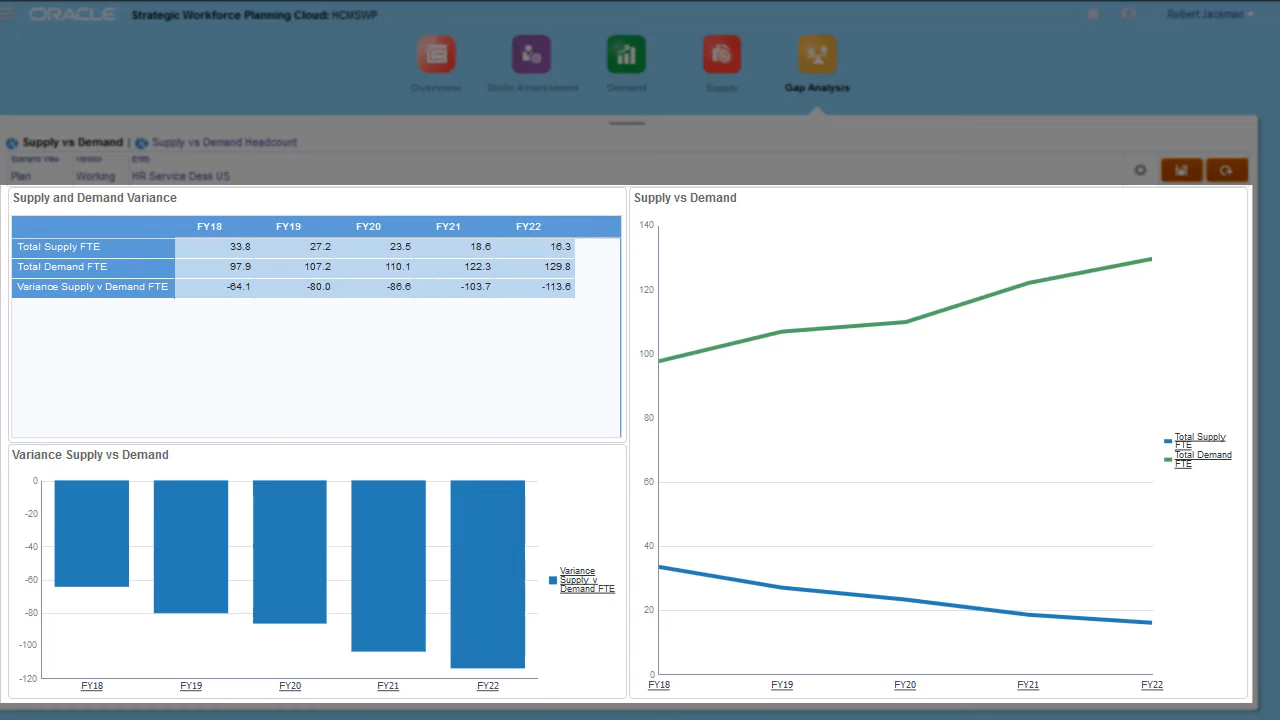 ORACLE Strategic Workforce Planning Cloud: HCMSWP Robert Jackman
Overview Skills Assessment Demand Supply Gap Analysis
Supply vs Demand | Supply vs Demand Headcount
Scenario View Version Entity
Plan Working HR Service Desk US
Supply and Demand Variance
FY18 FY19 FY20 FY21 FY22
Total Supply FTE 33.8 27.2 23.5 18.6 16.3
Total Demand FTE 97.9 107.2 110.1 122.3 129.8
Variance Supply v Demand FTE -64.1 -80.0 -86.6 -103.7 -113.6
Variance Supply vs Demand
0
-20
-40
-60
-80
-100
-120
FY18 FY19 FY20 FY21 FY22
Variance
Supply v
Demand FTE
Supply vs Demand
140
120
100
80
60
40
20
0
FY18 FY19 FY20 FY21 FY22
Total Supply
FTE
Total Demand
FTE